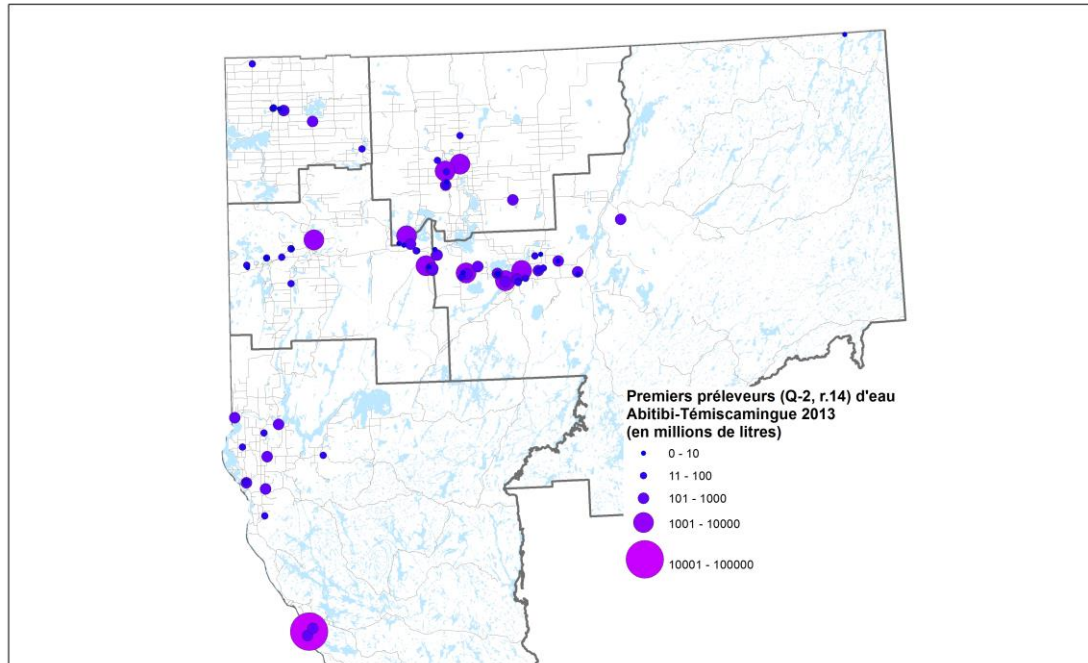 Premiers préleveurs (Q-2, r.14) d'eau
Abitibi-Témiscamingue 2013
(en millions de litres)
0 - 10
11 - 100
101 - 1000
1001 - 10000
10001 - 100000